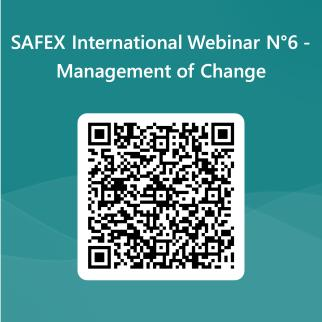 SAFEX International Webinar N°6 -
Management of Change